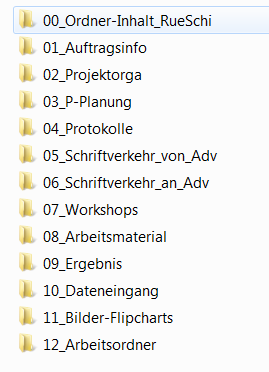 00_Ordner-Inhalt_RueSchi
01_Auftragsinfo
02_Projektorga
03_P-Planung
04_Protokolle
05_Schriftverkehr_von_Adv
06_Schriftverkehr_an_Adv
07_Workshops
08_Arbeitsmaterial
09_Ergebnis
10_Dateneingang
11_Bilder-Flipcharts
12_Arbeitsordner